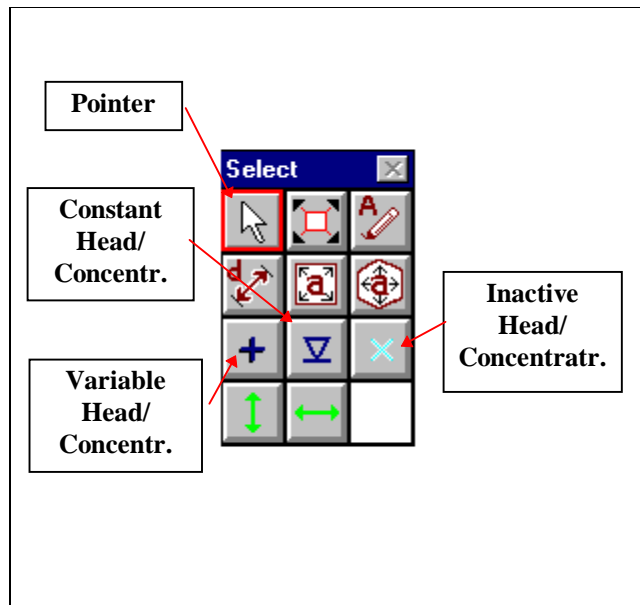 Pointer
Select
A
Constant
Head/
Concentr.
d
a
a
Inactive
Head/
Concentratr.
Variable
Head/
Concentr.